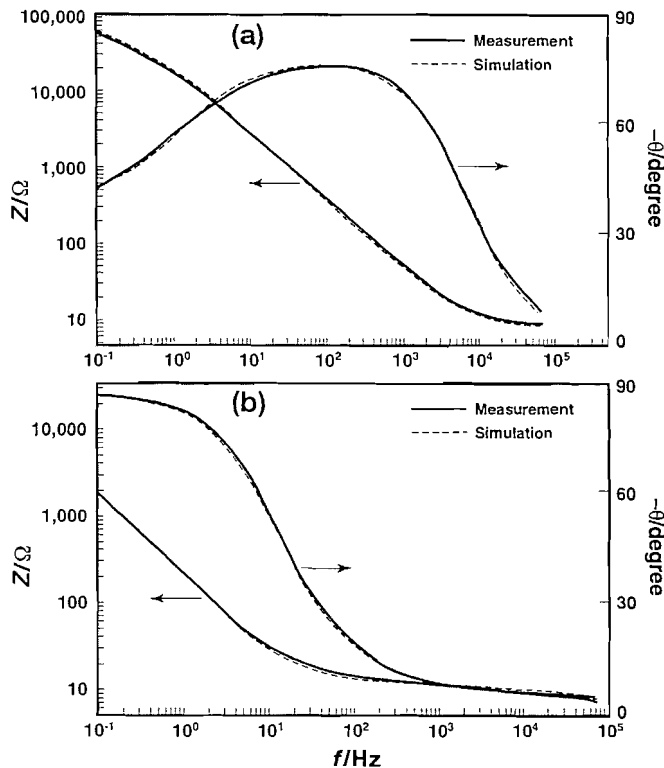 (a)
Measurement
Simulation
100,000
10,000
1,000
100
10
Z/Ω
90
60
30
0
−θ/degree
10⁻¹ 10⁰ 10¹ 10² 10³ 10⁴ 10⁵
(b)
Measurement
Simulation
10,000
1,000
100
10
Z/Ω
90
60
30
0
−θ/degree
10⁻¹ 10⁰ 10¹ 10² 10³ 10⁴ 10⁵
f/Hz